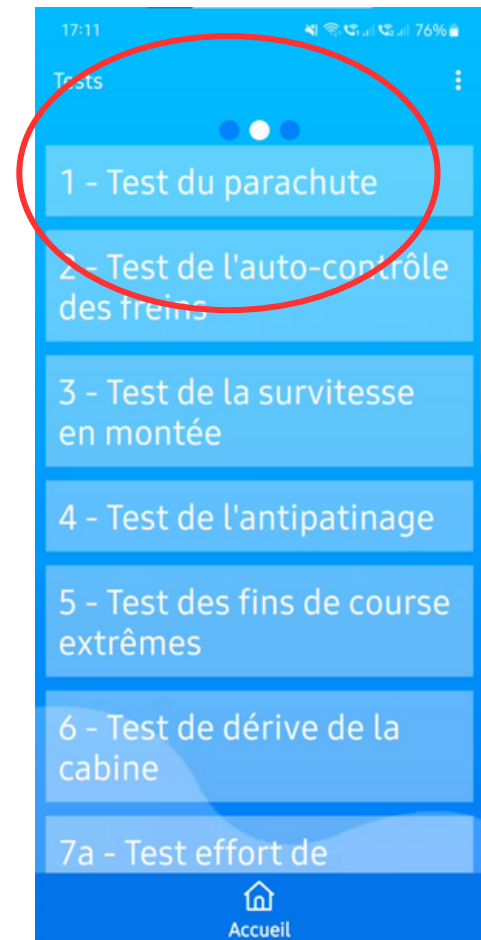 17:11 76%
Tests
1 - Test du parachute
2 - Test de l'auto-contrôle
des freins
3 - Test de la survitesse
en montée
4 - Test de l'antipatinage
5 - Test des fins de course
extrêmes
6 - Test de dérive de la
cabine
7a - Test effort de
Accueil